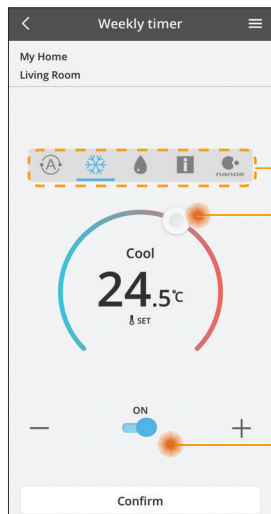 Weekly timer
My Home
Living Room
A
i
nanoe
Cool
24.5°C
SET
ON
Confirm